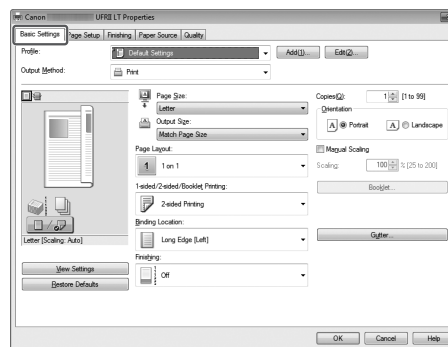 Canon UFRII LT Properties
Basic Settings Page Setup Finishing Paper Source Quality
Profile: Default Settings Add(1)... Edit(2)...
Output Method: Print
Page Size:
Letter
Output Size:
Match Page Size
Page Layout:
1 1 on 1
1-sided/2-sided/Booklet Printing:
2-sided Printing
Binding Location:
Long Edge [Left]
Finishing:
Off
Copies(Q): 1 [1 to 99]
Orientation
A Portrait A Landscape
Manual Scaling
Scaling: 100 % [25 to 200]
Booklet...
Gutter...
Letter [Scaling: Auto]
View Settings
Restore Defaults
OK Cancel Help